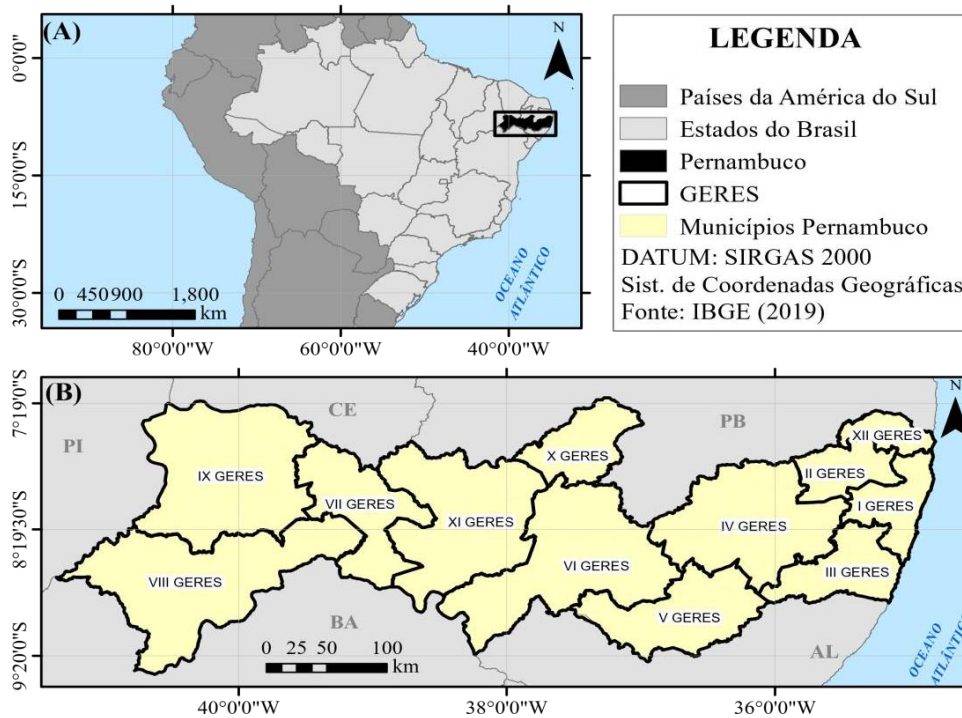 (A)
N
0°0'0"
15°0'0"S
30°0'0"S
0 450 900 1,800
km
OCEANO
ATLÂNTICO
80°0'0"W 60°0'0"W 40°0'0"W
LEGENDA
Países da América do Sul
Estados do Brasil
Pernambuco
GERES
Municípios Pernambuco
DATUM: SIRGAS 2000
Sist. de Coordenadas Geográficas
Fonte: IBGE (2019)
(B)
N
7°19'0"S
8°19'30"S
9°20'0"S
PI
CE
PB
BA
AL
XII GERES
X GERES
II GERES
IX GERES
VII GERES
I GERES
XI GERES
IV GERES
VI GERES
III GERES
VIII GERES
V GERES
0 25 50 100
km
OCEANO
ATLÂNTICO
40°0'0"W 38°0'0"W 36°0'0"W